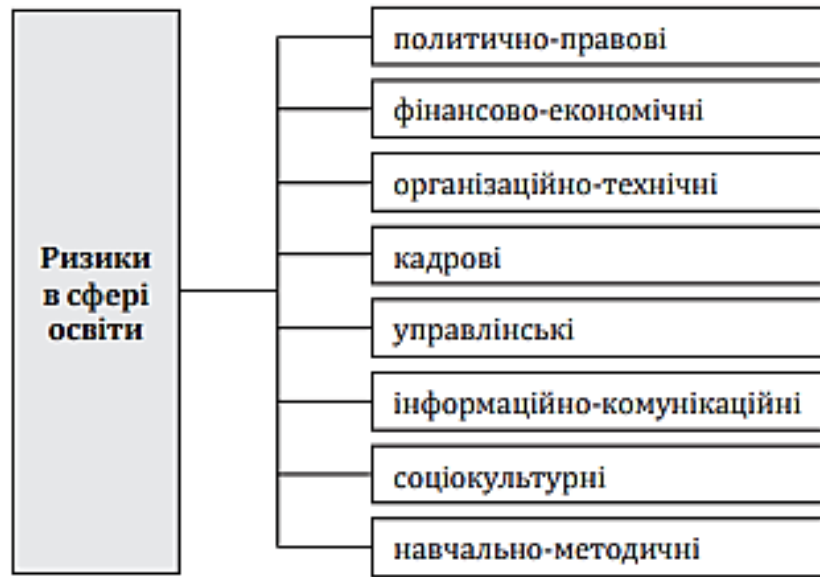 Ризики
в сфері
освіти
политично-правові
фінансово-економічні
організаційно-технічні
кадрові
управлінські
інформаційно-комунікаційні
соціокультурні
навчально-методичні